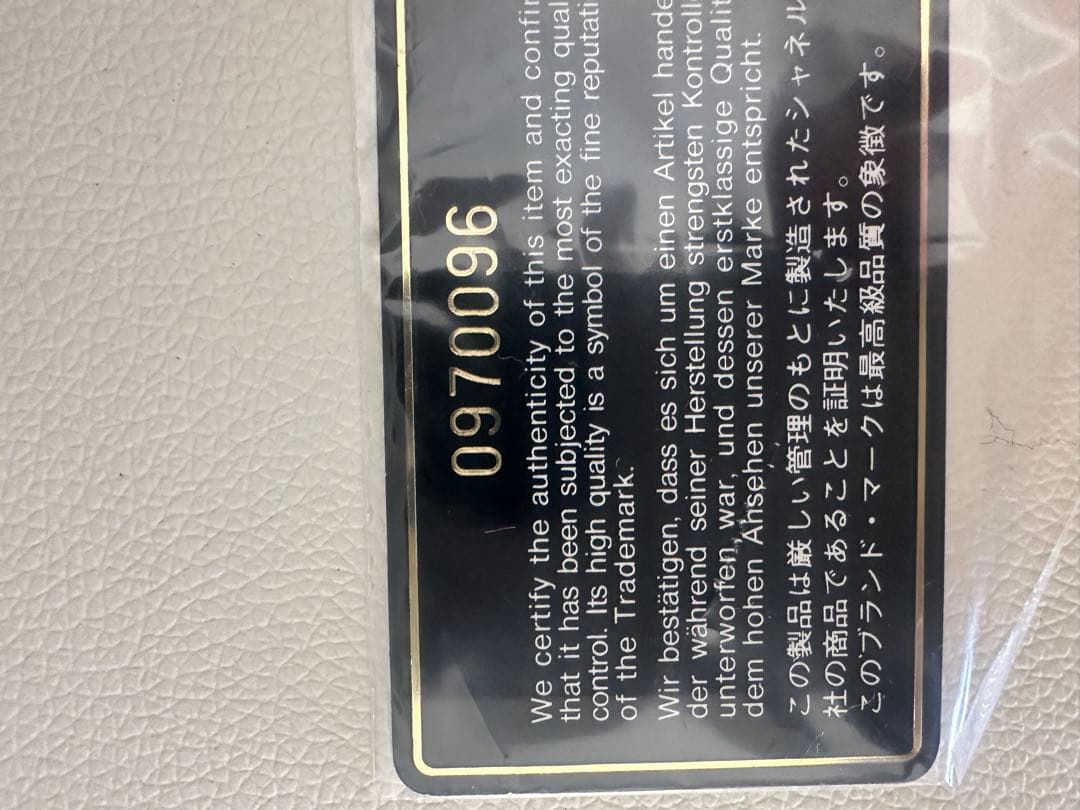 0970096
We certify the authenticity of this item and confir
that it has been subjected to the most exacting qual
control. Its high quality is a symbol of the fine reputati
of the Trademark.
Wir bestätigen, dass es sich um einen Artikel hande
der während seiner Herstellung strengsten Kontroll
unterworfen war, und dessen erstklassige Qualit
dem hohen Ansehen unserer Marke entspricht.
この製品は厳しい管理のもとに製造されたシャネル
社の商品であることを証明いたします。
このブランド・マークは最高級品質の象徴です。